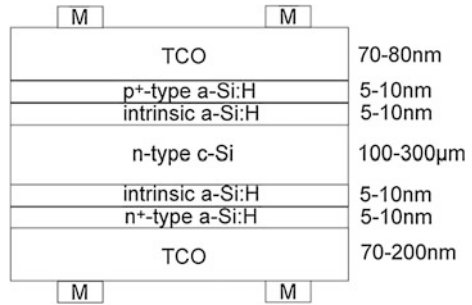 M M
TCO 70-80nm
p⁺-type a-Si:H 5-10nm
intrinsic a-Si:H 5-10nm
n-type c-Si 100-300μm
intrinsic a-Si:H 5-10nm
n⁺-type a-Si:H 5-10nm
TCO 70-200nm
M M